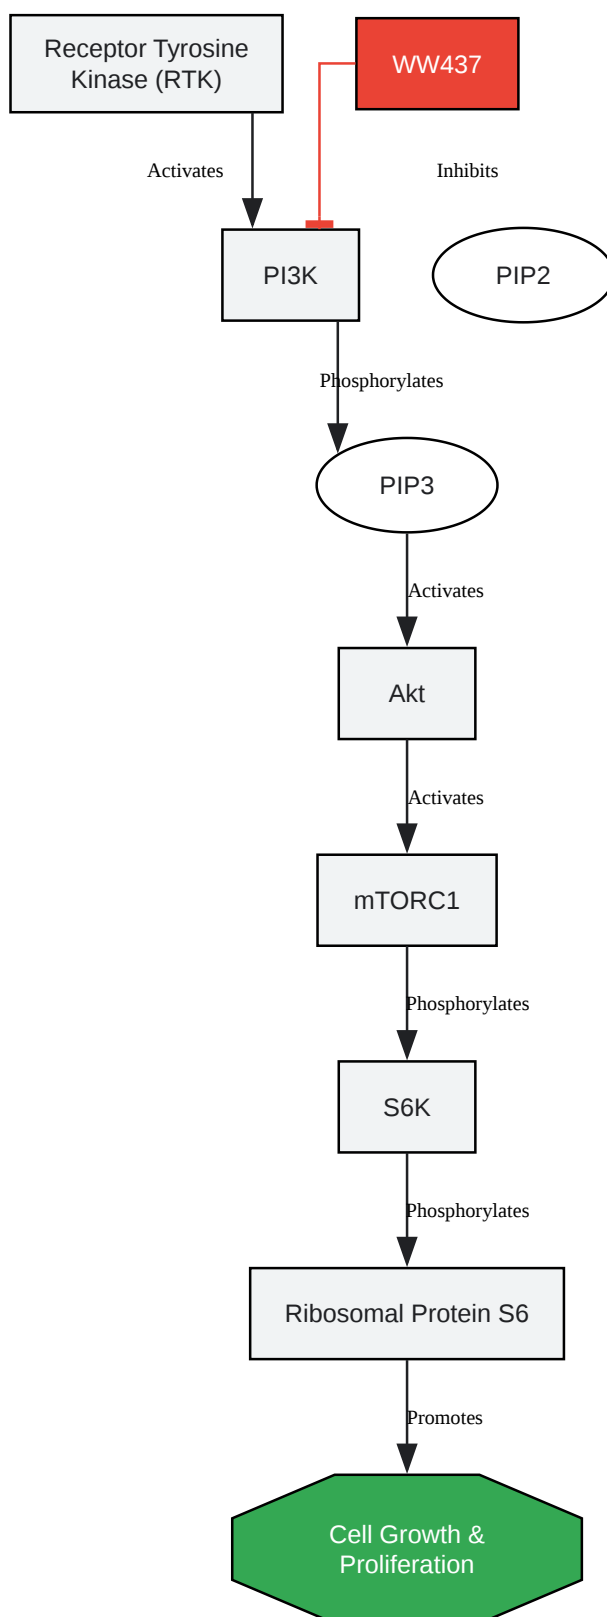 Receptor Tyrosine
Kinase (RTK)
WW437
Activates
Inhibits
PI3K
PIP2
Phosphorylates
PIP3
Activates
Akt
Activates
mTORC1
Phosphorylates
S6K
Phosphorylates
Ribosomal Protein S6
Promotes
Cell Growth &
Proliferation